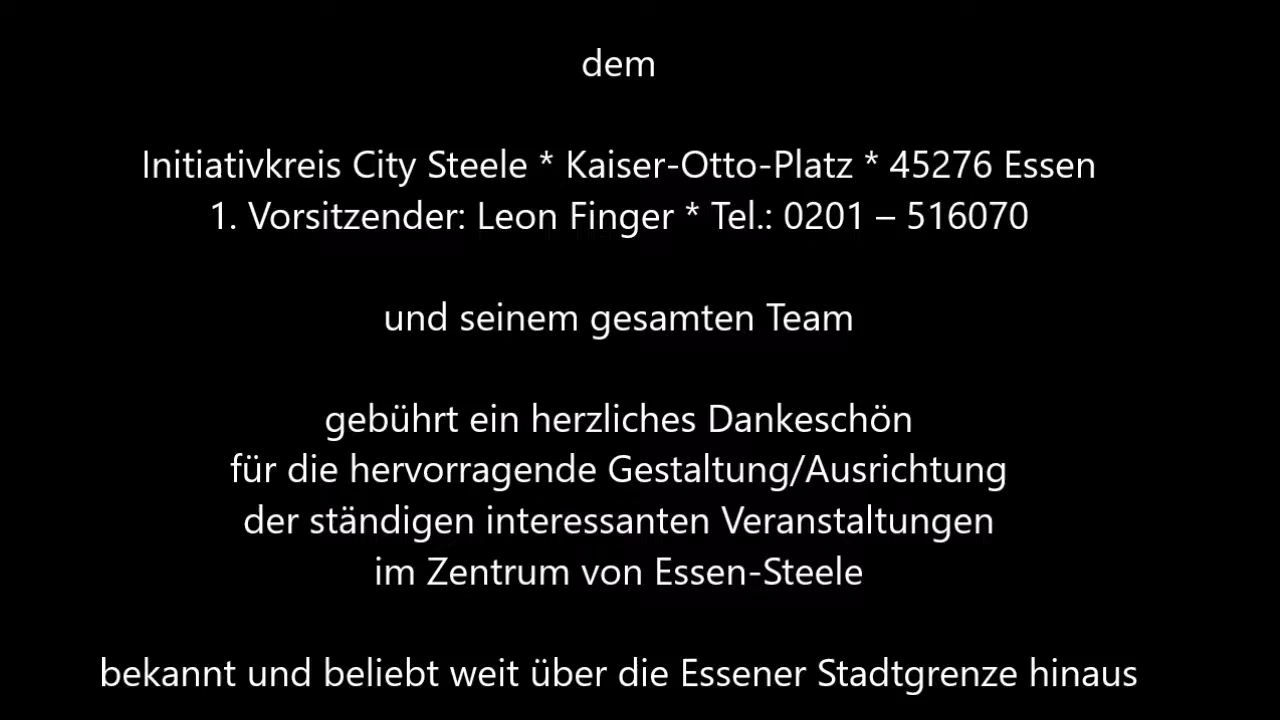 dem
Initiativkreis City Steele * Kaiser-Otto-Platz * 45276 Essen
1. Vorsitzender: Leon Finger * Tel.: 0201 – 516070
und seinem gesamten Team
gebührt ein herzliches Dankeschön
für die hervorragende Gestaltung/Ausrichtung
der ständigen interessanten Veranstaltungen
im Zentrum von Essen-Steele
bekannt und beliebt weit über die Essener Stadtgrenze hinaus